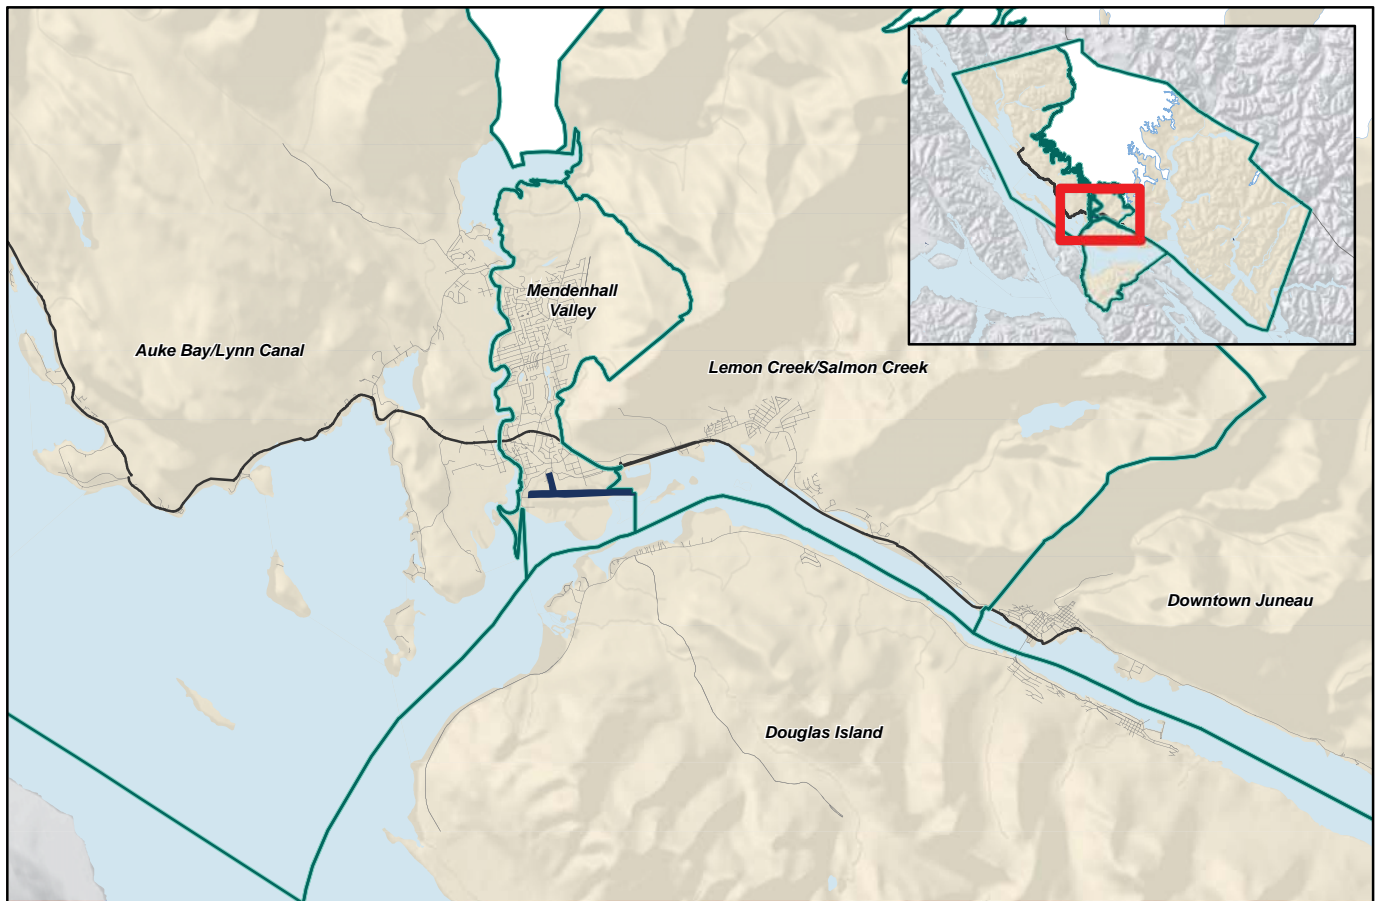 Mendenhall
Valley
Auke Bay/Lynn Canal
Lemon Creek/Salmon Creek
Downtown Juneau
Douglas Island